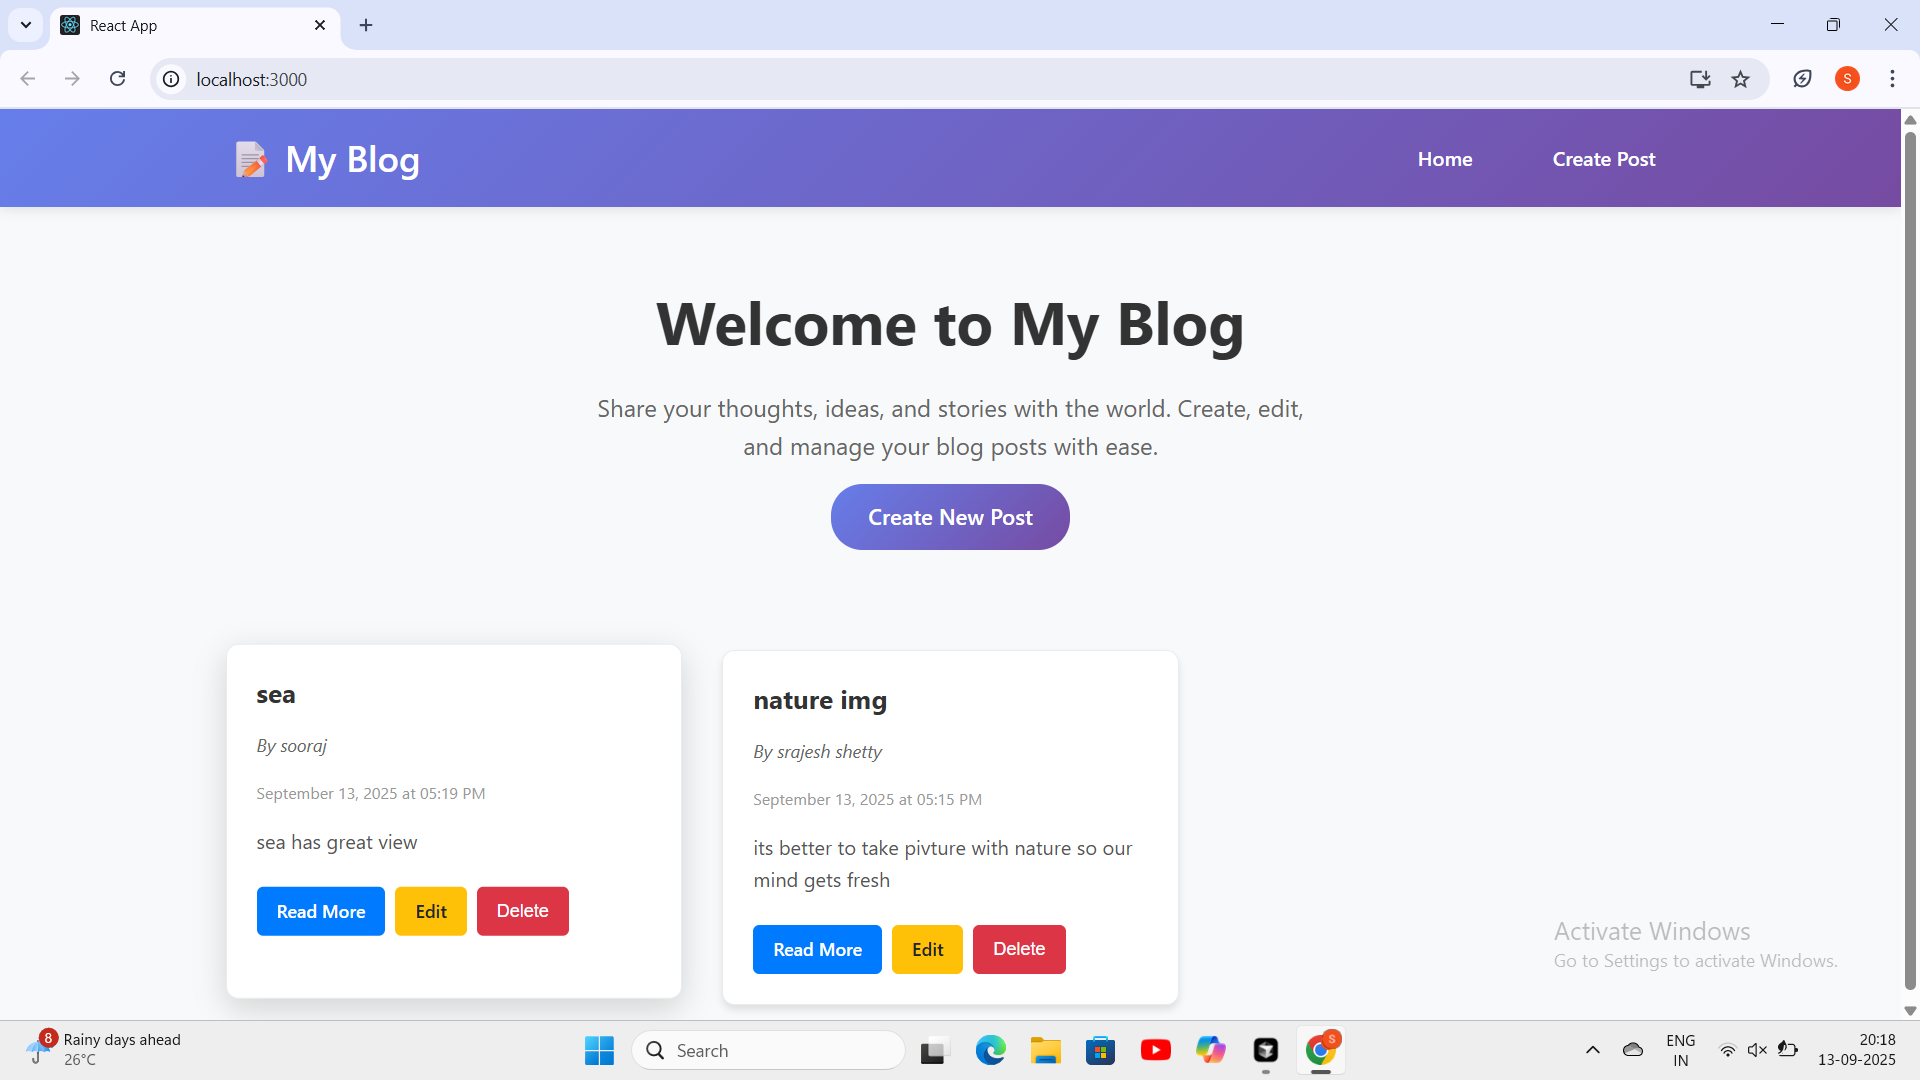 React App
localhost:3000
S
My Blog
Home
Create Post
Welcome to My Blog
Share your thoughts, ideas, and stories with the world. Create, edit,
and manage your blog posts with ease.
Create New Post
sea
By sooraj
September 13, 2025 at 05:19 PM
sea has great view
Read More
Edit
Delete
nature img
By srajesh shetty
September 13, 2025 at 05:15 PM
its better to take pivture with nature so our
mind gets fresh
Read More
Edit
Delete
Activate Windows
Go to Settings to activate Windows.
8
Rainy days ahead
26°C
Search
S
ENG
IN
20:18
13-09-2025